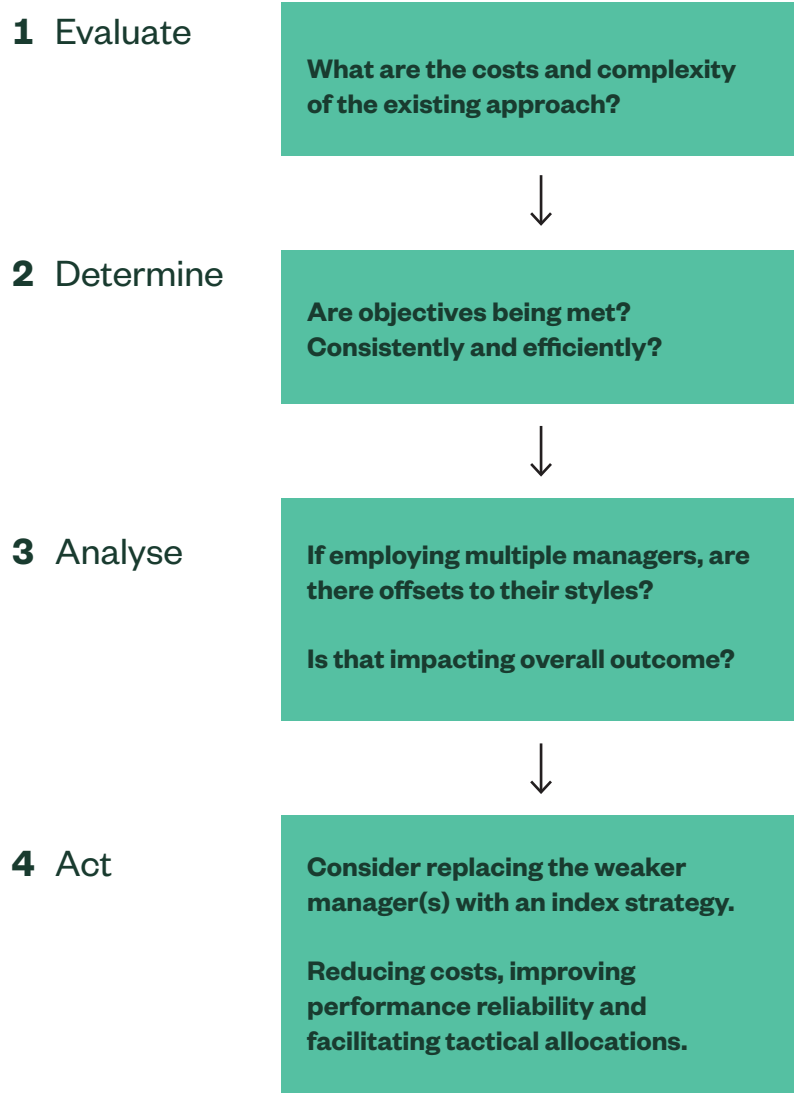 1 Evaluate
What are the costs and complexity
of the existing approach?
2 Determine
Are objectives being met?
Consistently and efficiently?
3 Analyse
If employing multiple managers, are
there offsets to their styles?
Is that impacting overall outcome?
4 Act
Consider replacing the weaker
manager(s) with an index strategy.
Reducing costs, improving
performance reliability and
facilitating tactical allocations.